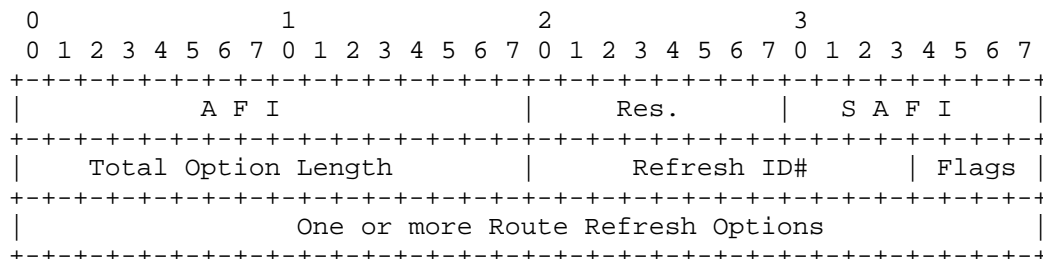 0                   1                   2                   3
0 1 2 3 4 5 6 7 0 1 2 3 4 5 6 7 0 1 2 3 4 5 6 7 0 1 2 3 4 5 6 7
+-+-+-+-+-+-+-+-+-+-+-+-+-+-+-+-+-+-+-+-+-+-+-+-+-+-+-+-+-+-+-+-+
| A F I | Res. | S A F I |
+-+-+-+-+-+-+-+-+-+-+-+-+-+-+-+-+-+-+-+-+-+-+-+-+-+-+-+-+-+-+-+-+
| Total Option Length | Refresh ID# | Flags |
+-+-+-+-+-+-+-+-+-+-+-+-+-+-+-+-+-+-+-+-+-+-+-+-+-+-+-+-+-+-+-+-+
| One or more Route Refresh Options |
+-+-+-+-+-+-+-+-+-+-+-+-+-+-+-+-+-+-+-+-+-+-+-+-+-+-+-+-+-+-+-+-+